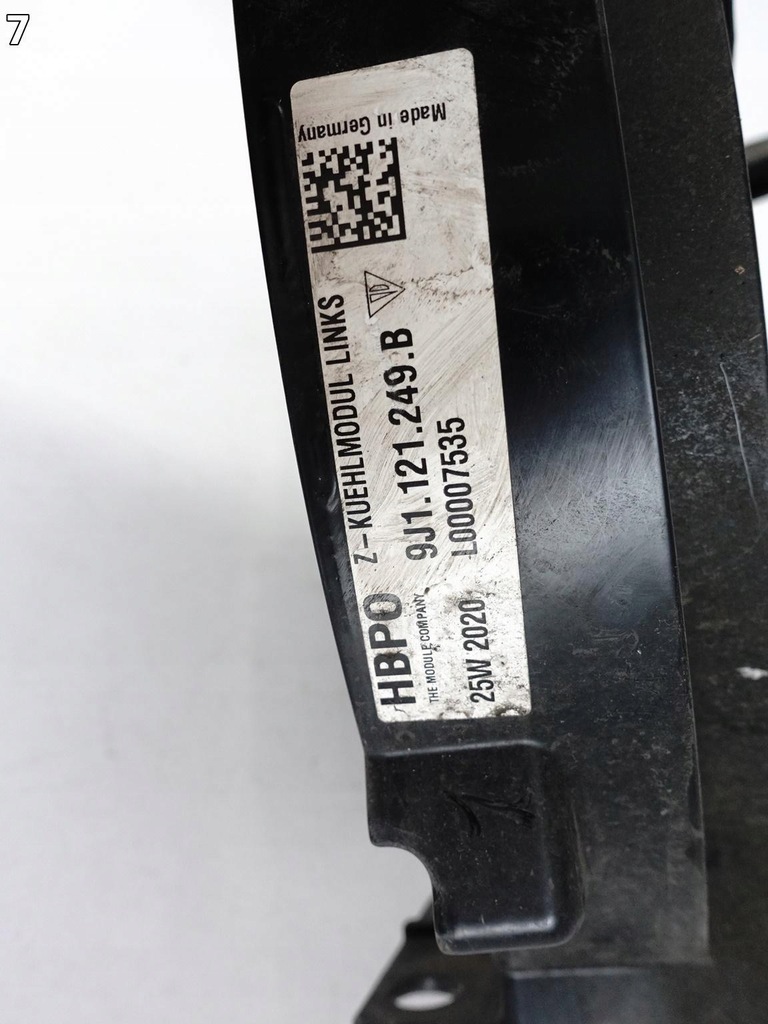 7
HBPO
THE MODULE COMPANY
25W 2020
Z-KUEHLMODUL LINKS
9J1.121.249.B
L00007535
Made in Germany